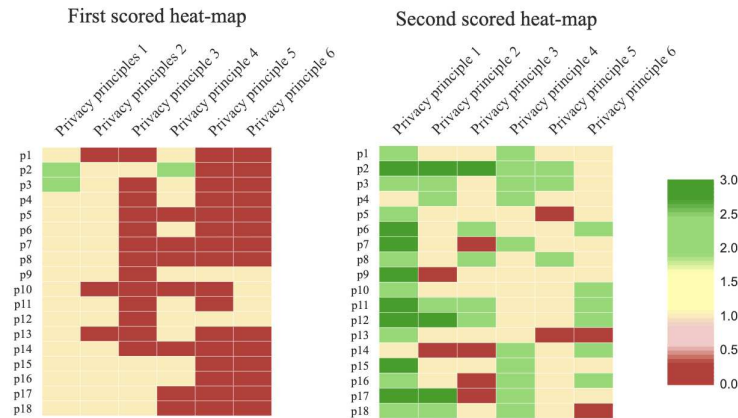 First scored heat-map
Second scored heat-map
Privacy principles 1
Privacy principles 2
Privacy principle 3
Privacy principle 4
Privacy principle 5
Privacy principle 6
Privacy principle 1
Privacy principle 2
Privacy principle 3
Privacy principle 4
Privacy principle 5
Privacy principle 6
p1
p2
p3
p4
p5
p6
p7
p8
p9
p10
p11
p12
p13
p14
p15
p16
p17
p18
p1
p2
p3
p4
p5
p6
p7
p8
p9
p10
p11
p12
p13
p14
p15
p16
p17
p18
3.0
2.5
2.0
1.0
0.5
0.0